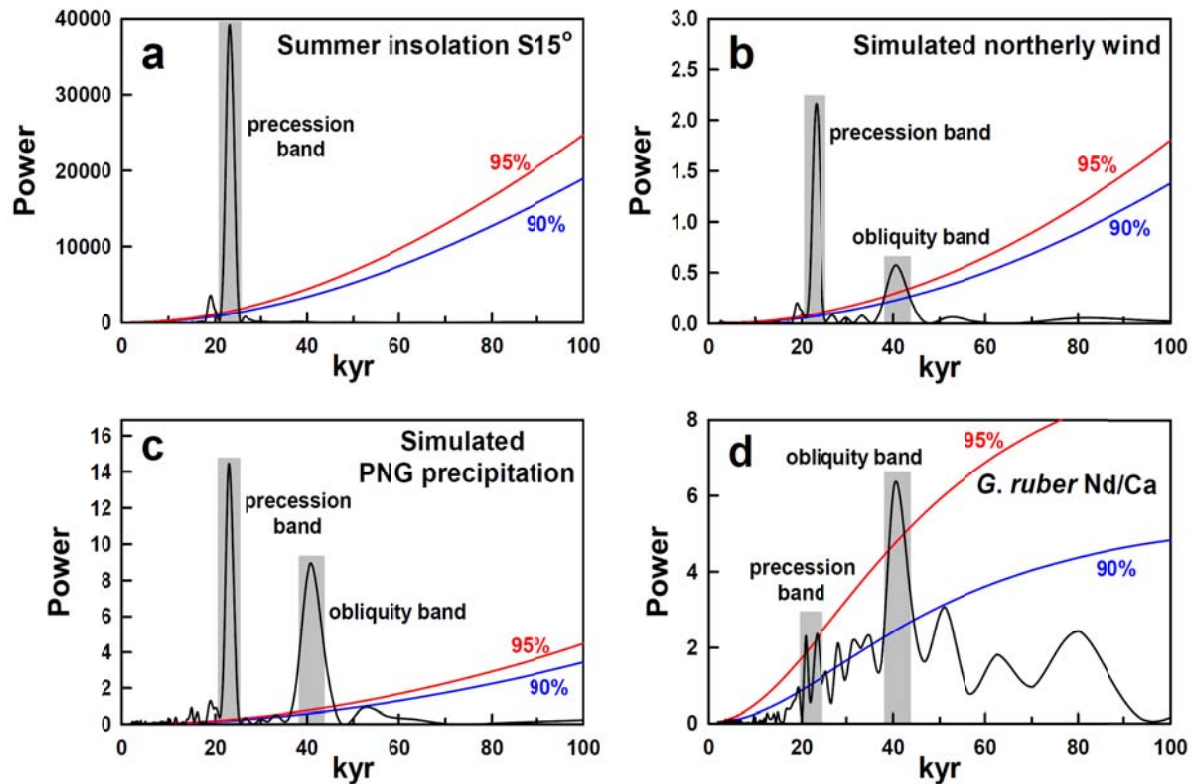 a
Summer insolation S15°
precession
band
95%
90%
Power
40000
30000
20000
10000
0
0 20 40 60 80 100
kyr
b
Simulated northerly wind
precession band
obliquity band
95%
90%
Power
3.0
2.5
2.0
1.5
1.0
0.5
0.0
0 20 40 60 80 100
kyr
c
Simulated
PNG precipitation
precession
band
obliquity band
95%
90%
Power
16
14
12
10
8
6
4
2
0
0 20 40 60 80 100
kyr
d
95%
obliquity band
G. ruber Nd/Ca
precession
band
90%
Power
8
6
4
2
0
0 20 40 60 80 100
kyr